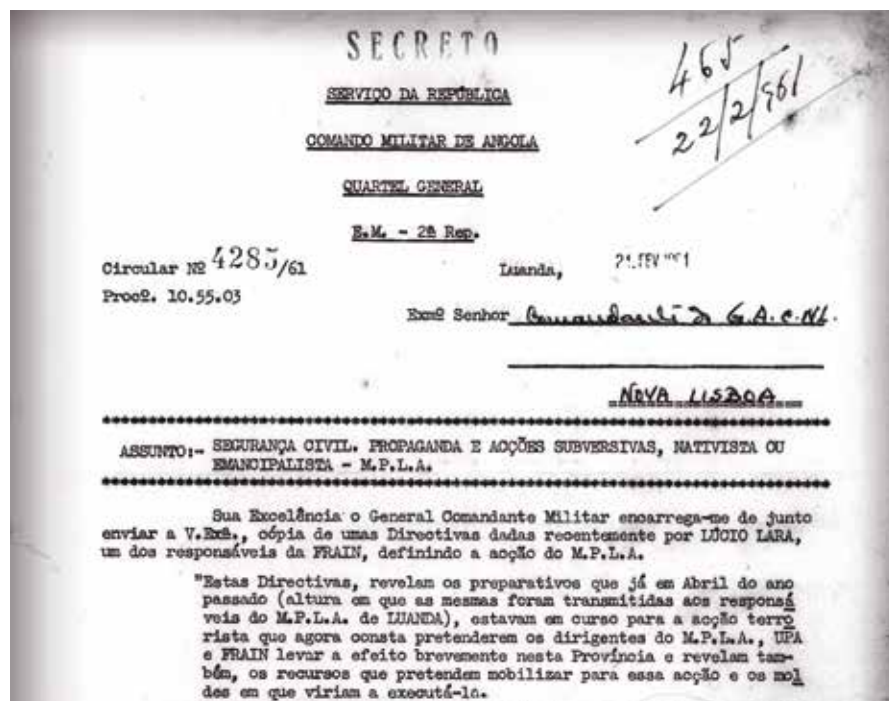 SECRETO
465
22/2/961
SERVIÇO DA REPÚBLICA
COMANDO MILITAR DE ANGOLA
QUARTEL GENERAL
E.M. - 2ª Rep.
Circular Nº 4285/61
Luanda, FEV
Procº. 10.55.03
Exmº Senhor Comandante G.A.C.NL.
NOVA LISBOA
ASSUNTO:- SEGURANÇA CIVIL. PROPAGANDA E ACÇÕES SUBVERSIVAS, NATIVISTA OU
EMANCIPALISTA - M.P.L.A.
Sua Excelência o General Comandante Militar encarrega-me de junto
enviar a V.Exª., cópia de umas Directivas dadas recentemente por LÚCIO LARA,
um dos responsáveis da FRAIN, definindo a acção do M.P.L.A.
"Estas Directivas, revelam os preparativos que já em Abril do ano
passado (altura em que as mesmas foram transmitidas aos responsá
veis do M.P.L.A. de LUANDA), estavam em curso para a acção terro
rista que agora consta pretenderem os dirigentes do M.P.L.A., UPA
e FRAIN levar a efeito brevemente nesta Província e revelam tam-
bém, os recursos que pretendem mobilizar para essa acção e os mol
des em que viriam a executá-la.